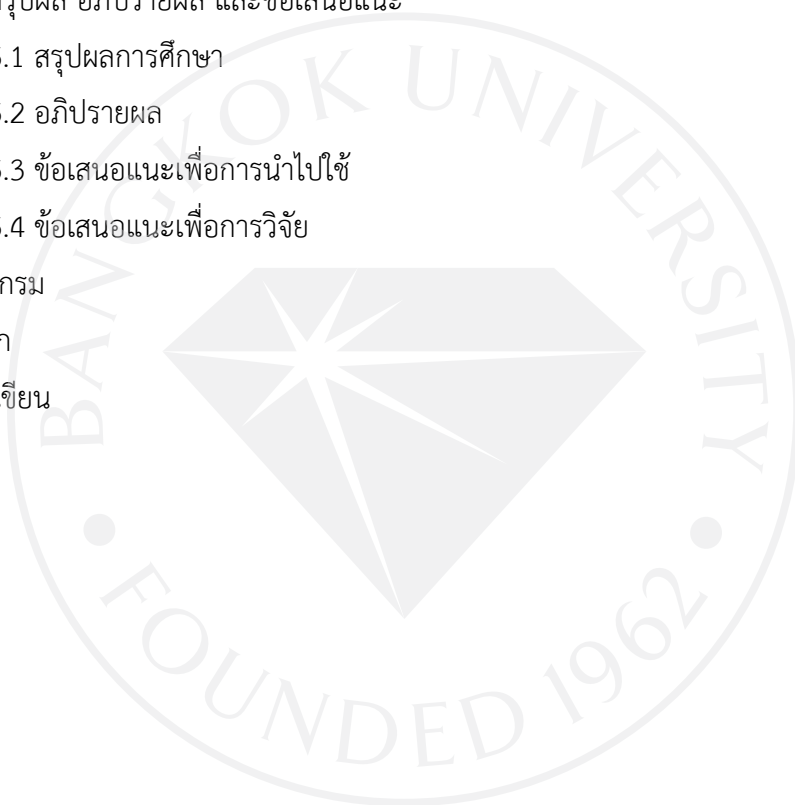 สรุปผล อภิปรายผล และข้อเสนอแนะ
.1 สรุปผลการศึกษา
.2 อภิปรายผล
.3 ข้อเสนอแนะเพื่อการนำไปใช้
.4 ข้อเสนอแนะเพื่อการวิจัย
กรม
ก
เขียน
BANGKOK UNIVERSITY
FOUNDED 1962